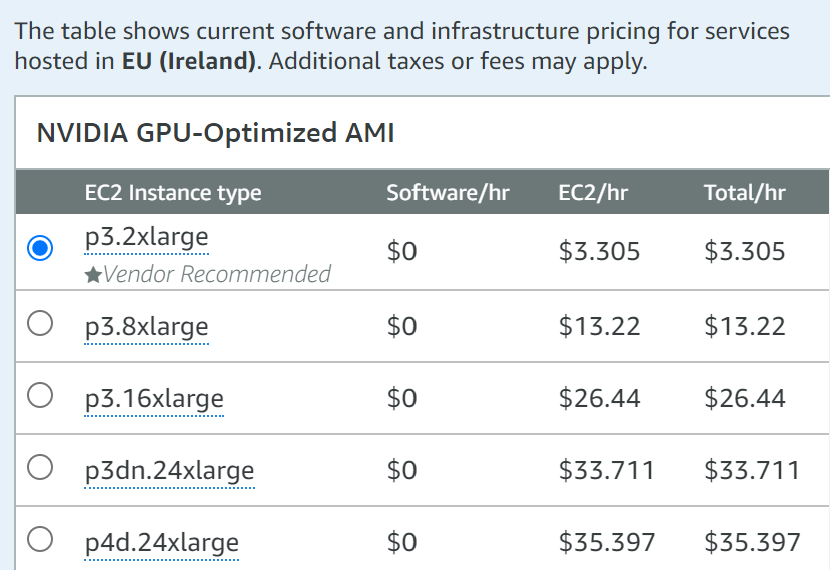 The table shows current software and infrastructure pricing for services
hosted in EU (Ireland). Additional taxes or fees may apply.
NVIDIA GPU-Optimized AMI
EC2 Instance type Software/hr EC2/hr Total/hr
p3.2xlarge $0 $3.305 $3.305
★Vendor Recommended
p3.8xlarge $0 $13.22 $13.22
p3.16xlarge $0 $26.44 $26.44
p3dn.24xlarge $0 $33.711 $33.711
p4d.24xlarge $0 $35.397 $35.397